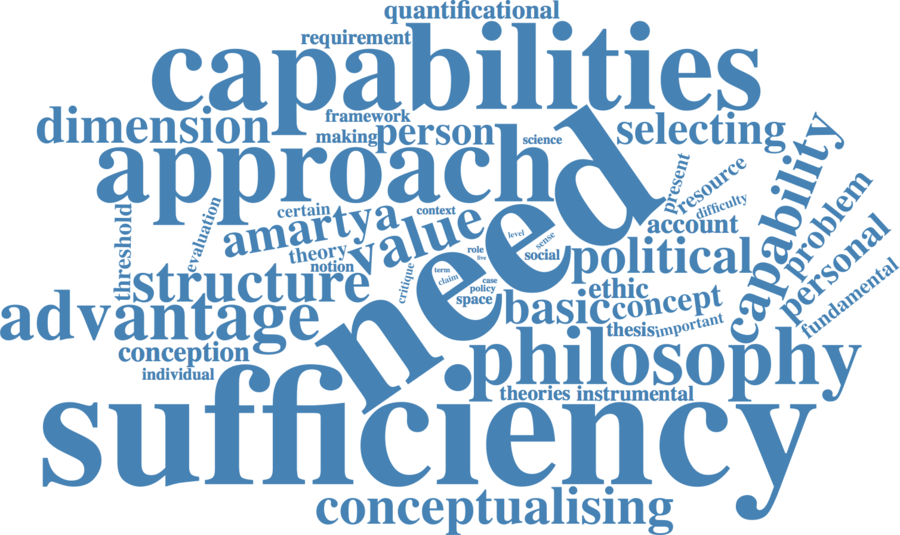 quantificational
requirement
capabilities
dimension
framework
making
person
science
selecting
approach
need
capability
present
resource
difficulty
problem
threshold
evaluation
certain
amartya
context
value
account
personal
theory
notion
structure
critique
role
live
level
sense
social
political
fundamental
term
claim
case
policy
space
advantage
basic
ethic
concept
thesis
important
conception
individual
philosophy
theories
instrumental
sufficiency
conceptualising